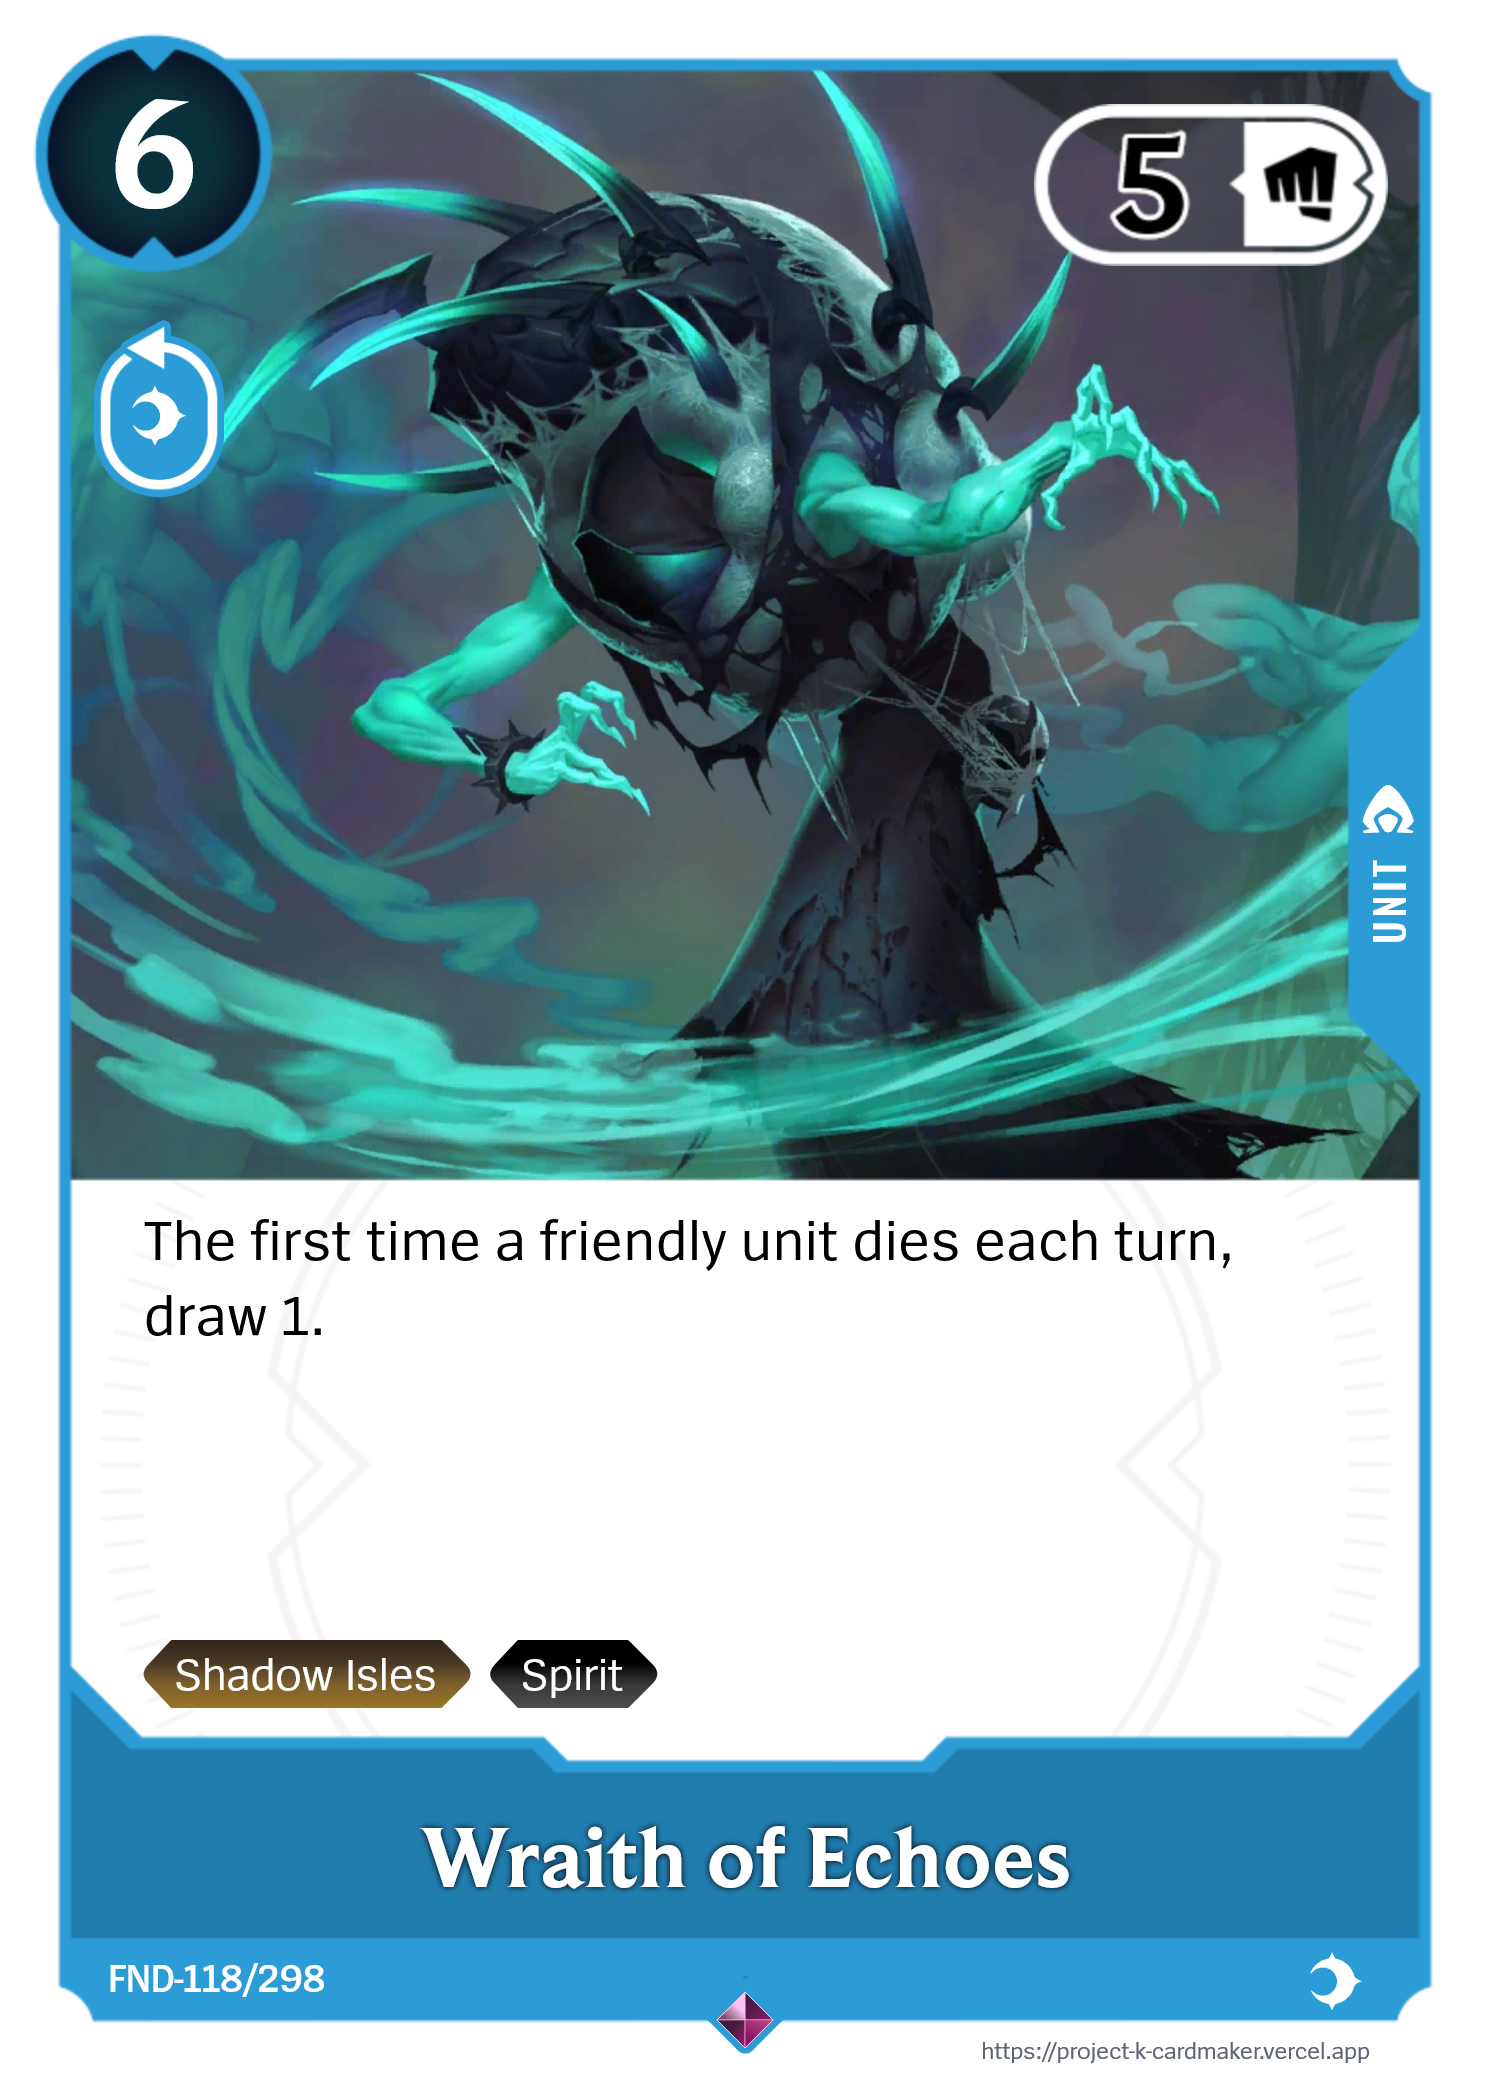 6
5
UNIT
The first time a friendly unit dies each turn,
draw 1.
Shadow Isles
Spirit
Wraith of Echoes
FND-118/298
https://project-k-cardmaker.vercel.app